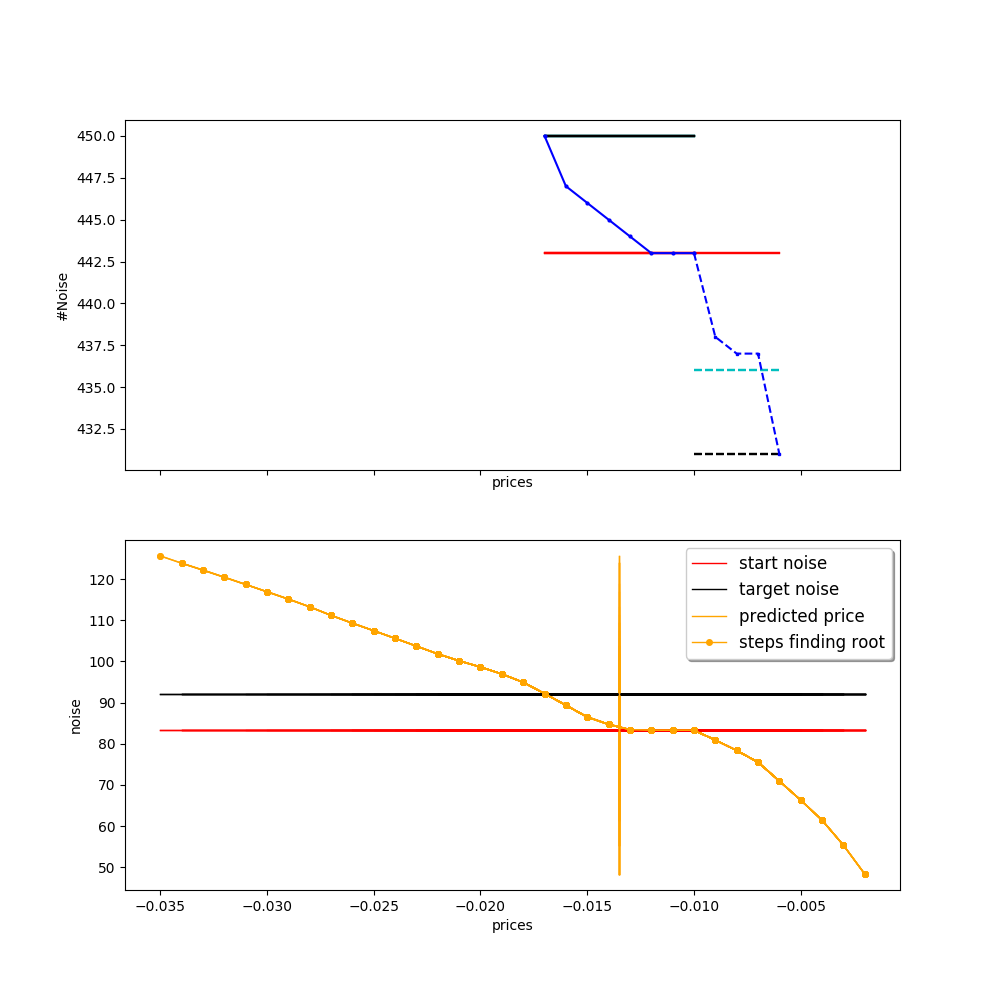 450.0
447.5
445.0
442.5
440.0
437.5
435.0
432.5
#Noise
prices
120
110
100
90
80
70
60
50
noise
start noise
target noise
predicted price
steps finding root
−0.035
−0.030
−0.025
−0.020
−0.015
−0.010
−0.005
prices